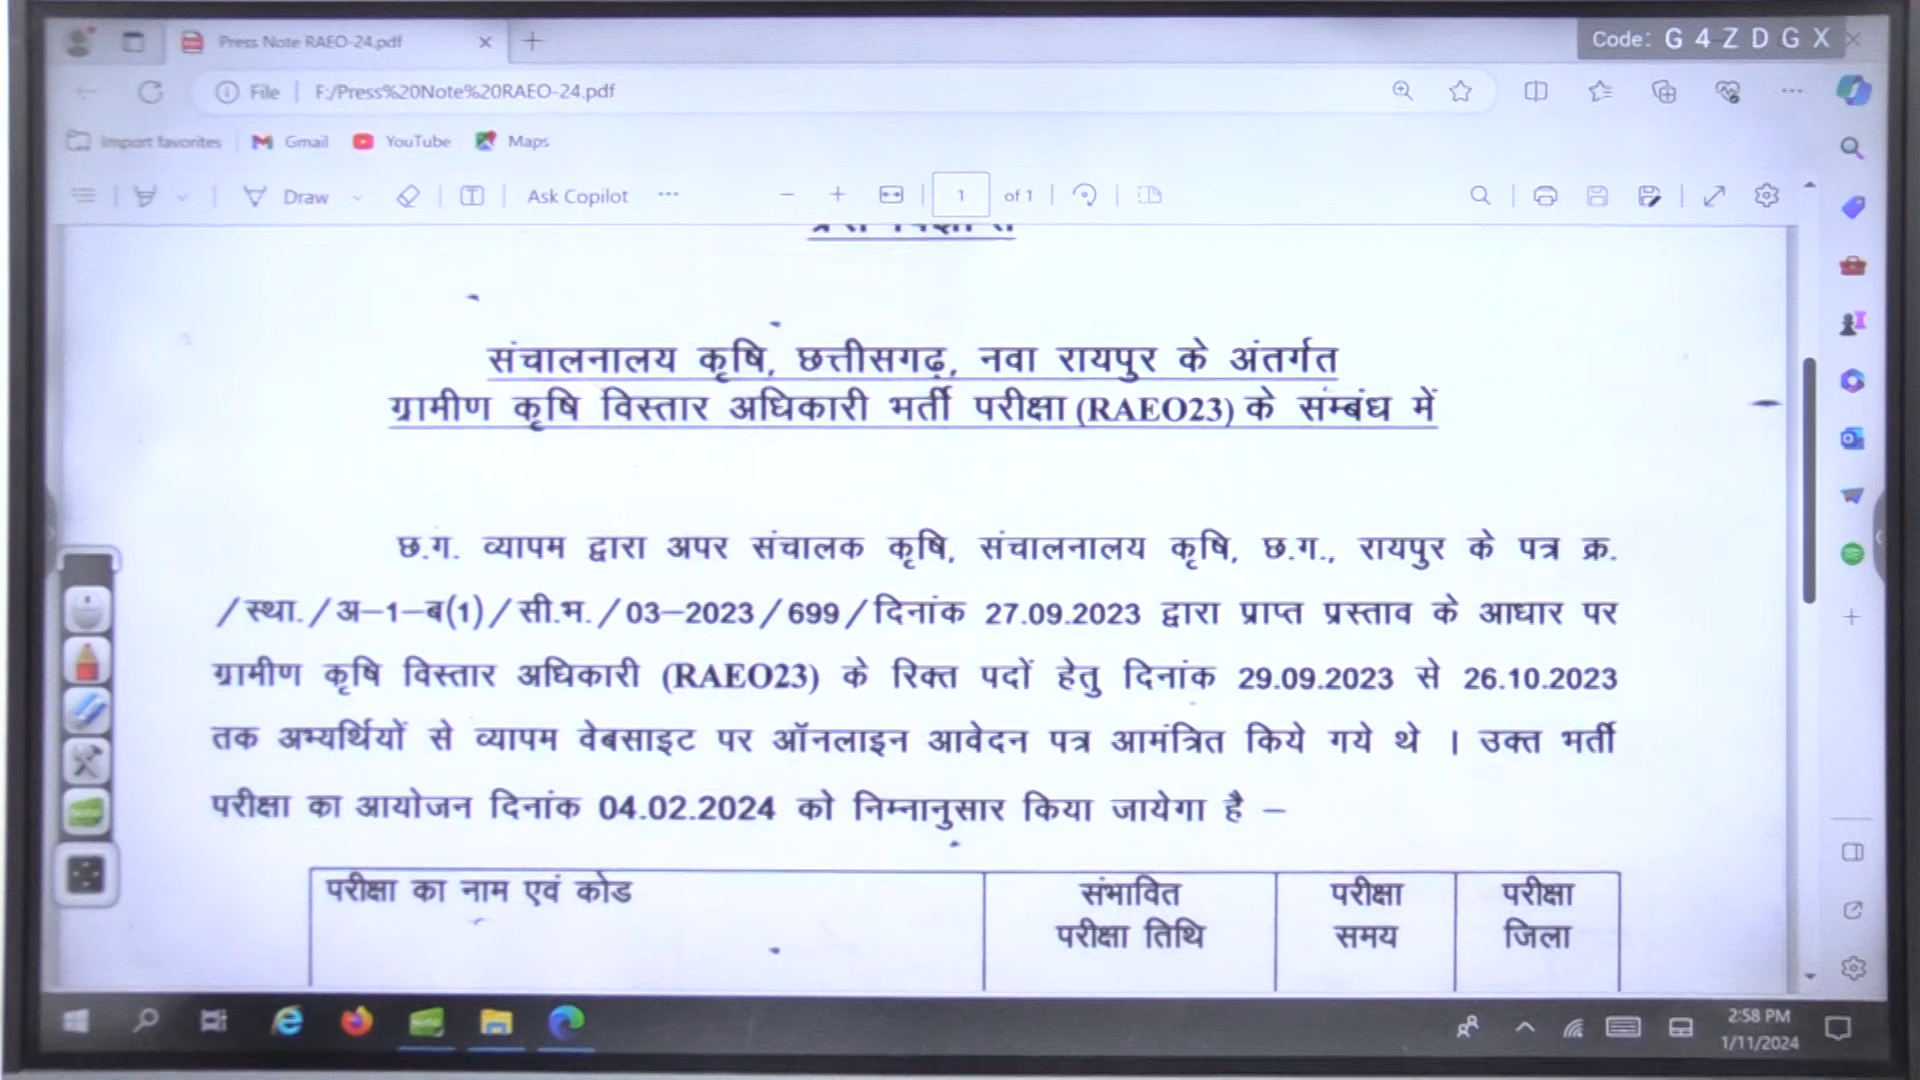 Press Note RAEO-24.pdf
Code: G 4 Z D G X
File
F:/Press%20Note%20RAEO-24.pdf
Import favorites
Gmail
YouTube
Maps
Draw
Ask Copilot
1
of 1
संचालनालय कृषि, छत्तीसगढ़, नवा रायपुर के अंतर्गत
ग्रामीण कृषि विस्तार अधिकारी भर्ती परीक्षा (RAEO23) के सम्बंध में
छ.ग. व्यापम द्वारा अपर संचालक कृषि, संचालनालय कृषि, छ.ग., रायपुर के पत्र क्र.
/स्था./अ–1–ब(1)/सी.भ./03–2023/699/दिनांक 27.09.2023 द्वारा प्राप्त प्रस्ताव के आधार पर
ग्रामीण कृषि विस्तार अधिकारी (RAEO23) के रिक्त पदों हेतु दिनांक 29.09.2023 से 26.10.2023
तक अभ्यर्थियों से व्यापम वेबसाइट पर ऑनलाइन आवेदन पत्र आमंत्रित किये गये थे । उक्त भर्ती
परीक्षा का आयोजन दिनांक 04.02.2024 को निम्नानुसार किया जायेगा है –
परीक्षा का नाम एवं कोड
संभावित
परीक्षा तिथि
परीक्षा
समय
परीक्षा
जिला
2:58 PM
1/11/2024